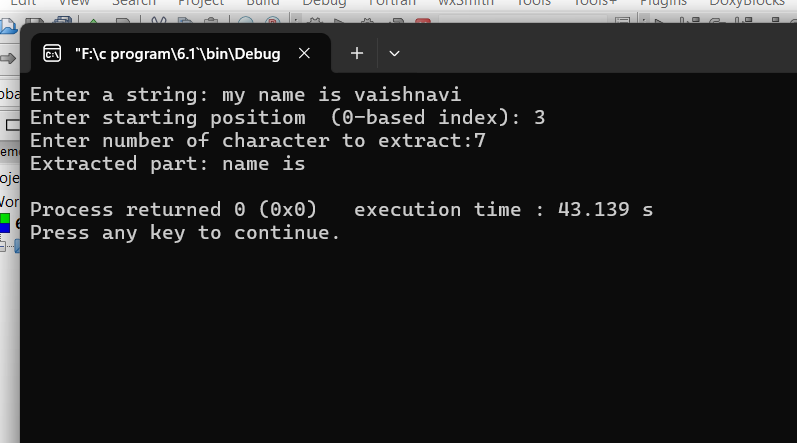 Edit View Search Project Build Debug Fortran wxSmith Tools Tools+ Plugins DoxyBlocks
"F:\c program\6.1`\bin\Debug
Enter a string: my name is vaishnavi
Enter starting positiom  (0-based index): 3
Enter number of character to extract:7
Extracted part: name is
Process returned 0 (0x0)   execution time : 43.139 s
Press any key to continue.